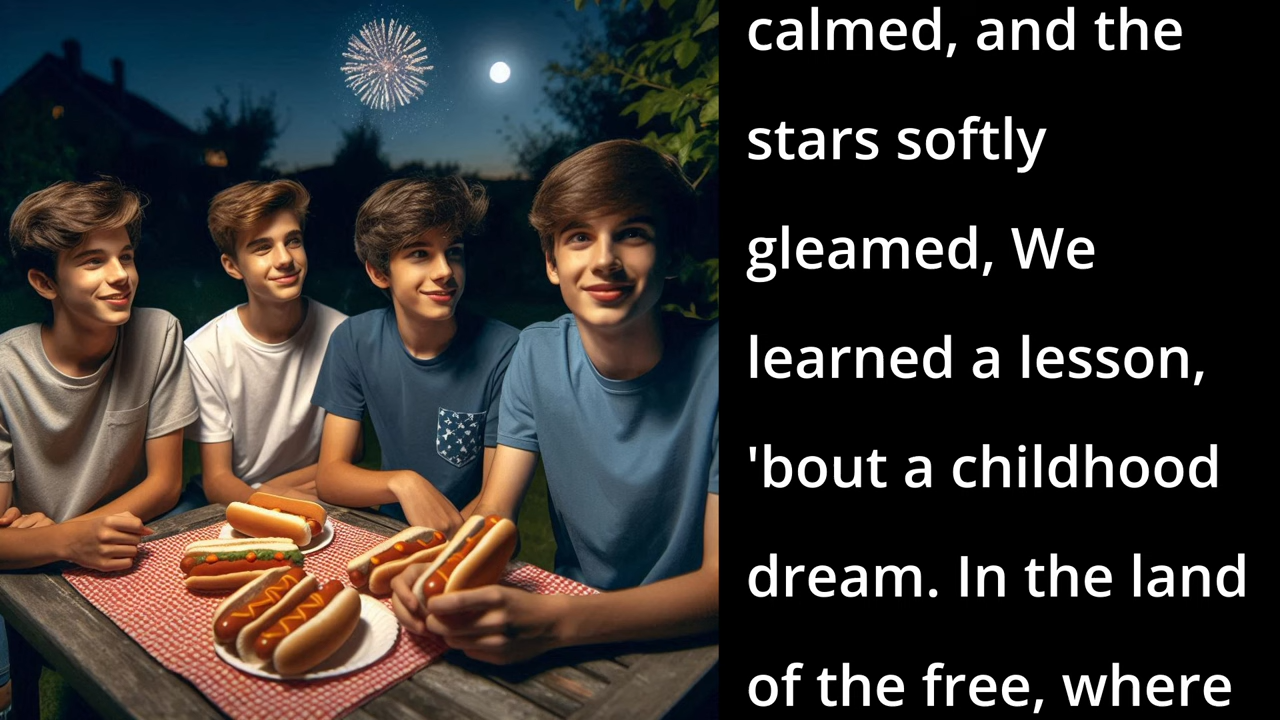 calmed, and the
stars softly
gleamed, We
learned a lesson,
'bout a childhood
dream. In the land
of the free, where